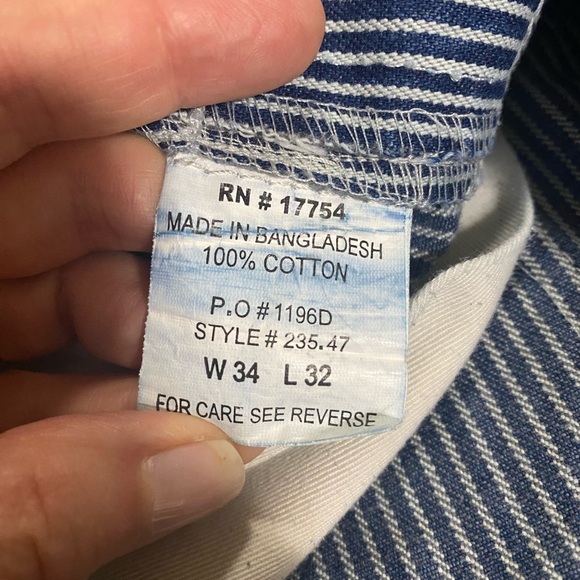 RN # 17754
MADE IN BANGLADESH
100% COTTON
P.O # 1196D
STYLE # 235.47
W 34 L 32
FOR CARE SEE REVERSE